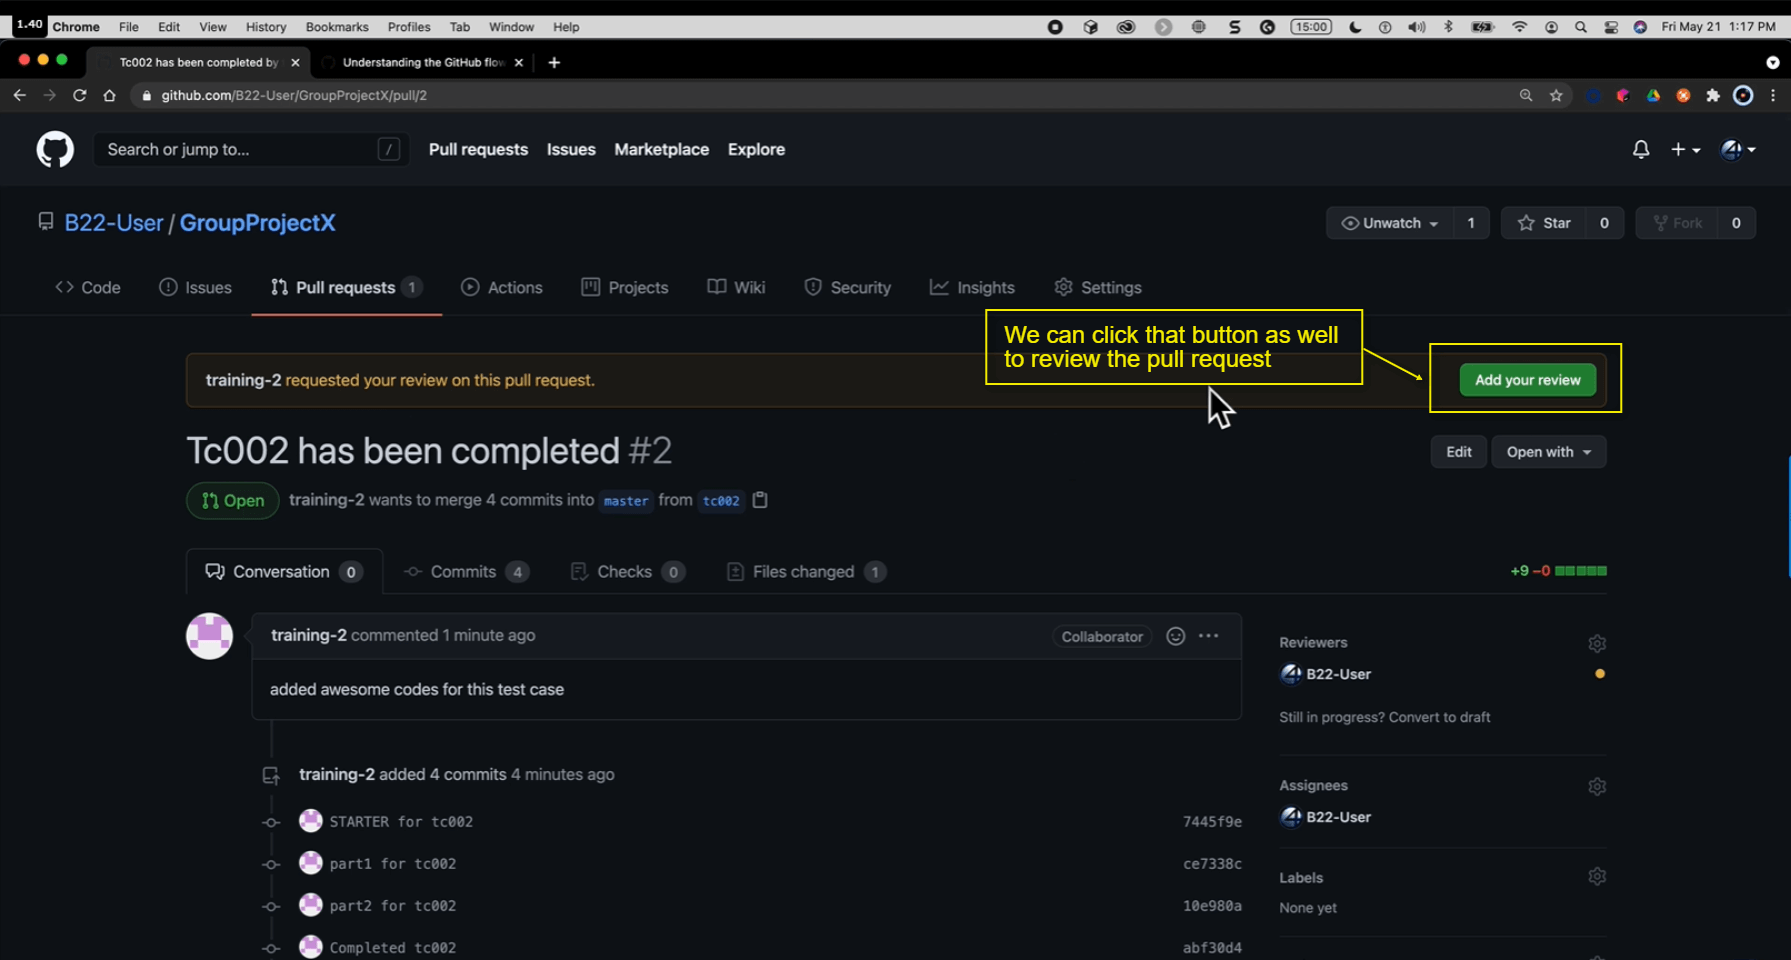 1.40 Chrome File Edit View History Bookmarks Profiles Tab Window Help 15:00 Fri May 21 1:17 PM
Tc002 has been completed by Understanding the GitHub flow
github.com/B22-User/GroupProjectX/pull/2
Search or jump to... / Pull requests Issues Marketplace Explore
B22-User / GroupProjectX Unwatch 1 Star 0 Fork 0
Code Issues Pull requests 1 Actions Projects Wiki Security Insights Settings
We can click that button as well
to review the pull request
training-2 requested your review on this pull request. Add your review
Tc002 has been completed #2 Edit Open with
Open training-2 wants to merge 4 commits into master from tc002
Conversation 0 Commits 4 Checks 0 Files changed 1 +9 −0
training-2 commented 1 minute ago Collaborator
added awesome codes for this test case
training-2 added 4 commits 4 minutes ago
STARTER for tc002 7445f9e
part1 for tc002 ce7338c
part2 for tc002 10e980a
Completed tc002 abf30d4
Reviewers
B22-User
Still in progress? Convert to draft
Assignees
B22-User
Labels
None yet